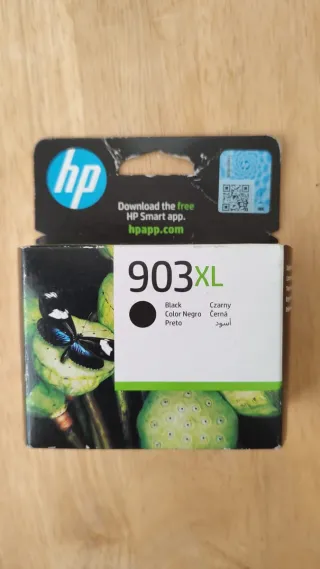 hp
Download the free
HP Smart app.
hpapp.com
903XL
Black Czarny
Color Negro Černá
Preto أسود